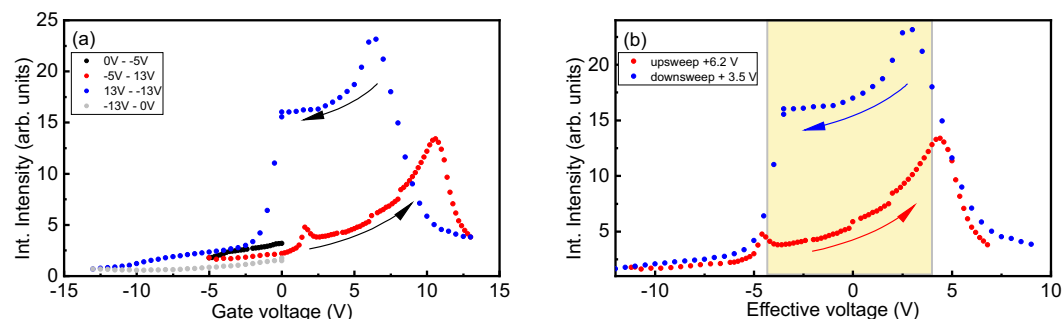 (a)
0V - -5V
-5V - 13V
13V - -13V
-13V - 0V
Int. Intensity (arb. units)
25
20
15
10
5
0
-15
-10
-5
0
5
10
15
Gate voltage (V)
(b)
upsweep +6.2 V
downsweep + 3.5 V
Int. Intensity (arb. units)
20
15
10
5
-10
-5
0
5
10
Effective voltage (V)